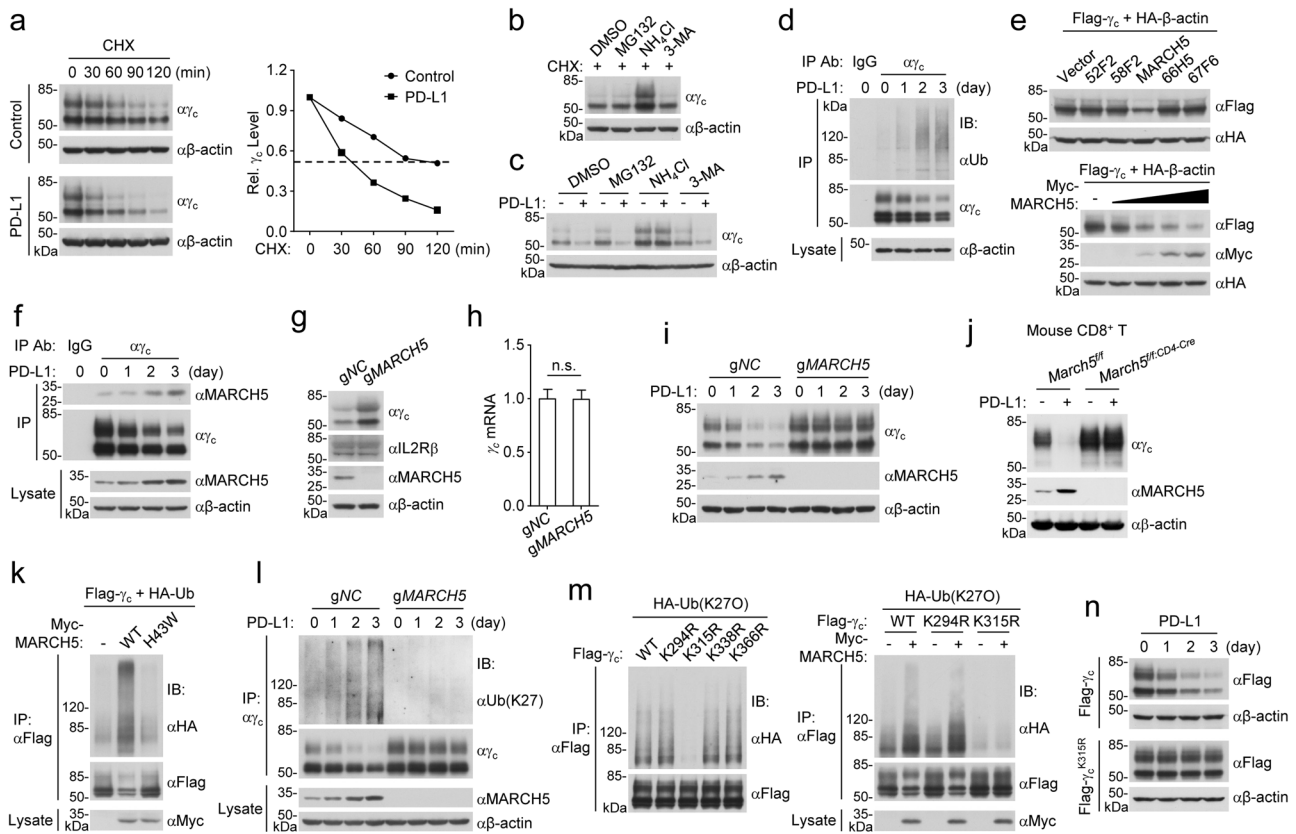 a
CHX
0 30 60 90 120 (min)
Control
85-
50-
αγc
50-
αβ-actin
PD-L1
85-
50-
αγc
50-
kDa
αβ-actin
Rel. γc Level
1.2
0.9
0.6
0.3
0.0
Control
PD-L1
CHX: 0 30 60 90 120 (min)
b
DMSO MG132 NH4Cl 3-MA
CHX: + + + +
85-
50-
αγc
50-
kDa
αβ-actin
c
DMSO MG132 NH4Cl 3-MA
PD-L1: - + - + - + - +
85-
50-
αγc
50-
kDa
αβ-actin
d
IP Ab: IgG αγc
PD-L1: 0 0 1 2 3 (day)
kDa
120-
85-
IB:
αUb
IP
85-
50-
αγc
Lysate
50-
αβ-actin
e
Flag-γc + HA-β-actin
Vector 52F2 58F2 MARCH5 66H5 67F6
85-
50-
αFlag
kDa
αHA
Flag-γc + HA-β-actin
Myc-
MARCH5: -
85-
50-
αFlag
35-
25-
αMyc
50-
kDa
αHA
f
IP Ab: IgG αγc
PD-L1: 0 0 1 2 3 (day)
IP
35-
25-
αMARCH5
85-
50-
αγc
Lysate
35-
25-
αMARCH5
50-
kDa
αβ-actin
g
gNC gMARCH5
85-
50-
αγc
85-
50-
αIL2Rβ
35-
25-
αMARCH5
50-
kDa
αβ-actin
h
n.s.
γc mRNA
1.5
1.0
0.5
0.0
gNC
gMARCH5
i
gNC gMARCH5
PD-L1: 0 1 2 3 0 1 2 3 (day)
85-
50-
αγc
35-
25-
αMARCH5
50-
kDa
αβ-actin
j
Mouse CD8+ T
March5f/f March5f/f:CD4-Cre
PD-L1: - + - +
85-
50-
αγc
35-
25-
αMARCH5
50-
kDa
αβ-actin
k
Flag-γc + HA-Ub
Myc-
MARCH5: - WT H43W
IP:
αFlag
120-
85-
IB:
αHA
85-
50-
αFlag
Lysate
35-
25-
kDa
αMyc
l
gNC gMARCH5
PD-L1: 0 1 2 3 0 1 2 3 (day)
IP:
αγc
120-
85-
IB:
αUb(K27)
85-
50-
αγc
Lysate
35-
25-
αMARCH5
50-
kDa
αβ-actin
m
HA-Ub(K27O)
Flag-γc: WT K294R K315R K338R K366R
IP:
αFlag
120-
85-
IB:
αHA
85-
50-
kDa
αFlag
HA-Ub(K27O)
Flag-γc: WT K294R K315R
Myc-
MARCH5: - + - + - +
IP:
αFlag
120-
85-
IB:
αHA
85-
50-
αFlag
Lysate
35-
25-
kDa
αMyc
n
PD-L1
0 1 2 3 (day)
Flag-γc
85-
50-
αFlag
50-
αβ-actin
Flag-γcK315R
85-
50-
αFlag
50-
kDa
αβ-actin